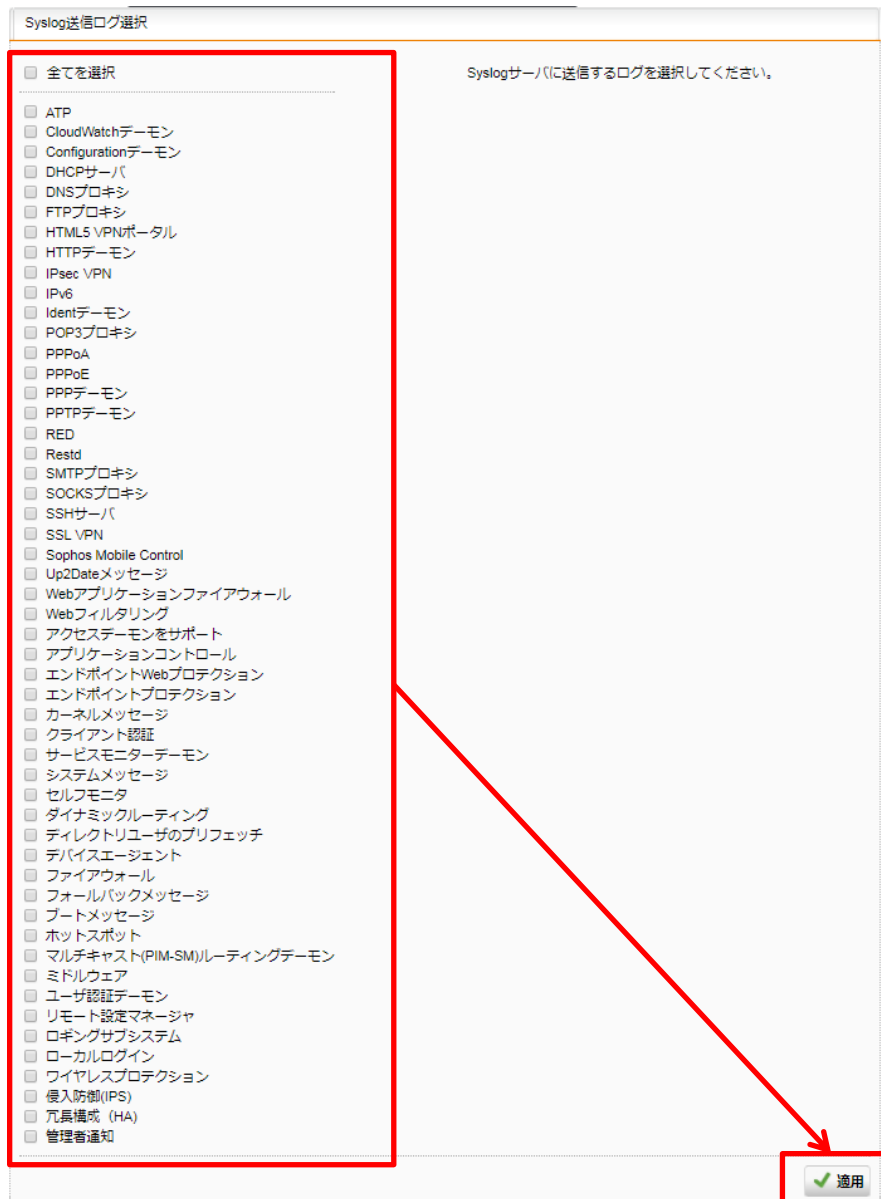 Syslog送信ログ選択
全てを選択
Syslogサーバに送信するログを選択してください。
ATP
CloudWatchデーモン
Configurationデーモン
DHCPサーバ
DNSプロキシ
FTPプロキシ
HTML5 VPNポータル
HTTPデーモン
IPsec VPN
IPv6
Identデーモン
POP3プロキシ
PPPoA
PPPoE
PPPデーモン
PPTPデーモン
RED
Restd
SMTPプロキシ
SOCKSプロキシ
SSHサーバ
SSL VPN
Sophos Mobile Control
Up2Dateメッセージ
Webアプリケーションファイアウォール
Webフィルタリング
アクセスデーモンをサポート
アプリケーションコントロール
エンドポイントWebプロテクション
エンドポイントプロテクション
カーネルメッセージ
クライアント認証
サービスモニターデーモン
システムメッセージ
セルフモニタ
ダイナミックルーティング
ディレクトリユーザのプリフェッチ
デバイスエージェント
ファイアウォール
フォールバックメッセージ
ブートメッセージ
ホットスポット
マルチキャスト(PIM-SM)ルーティングデーモン
ミドルウェア
ユーザ認証デーモン
リモート設定マネージャ
ロギングサブシステム
ローカルログイン
ワイヤレスプロテクション
侵入防御(IPS)
冗長構成（HA)
管理者通知
適用